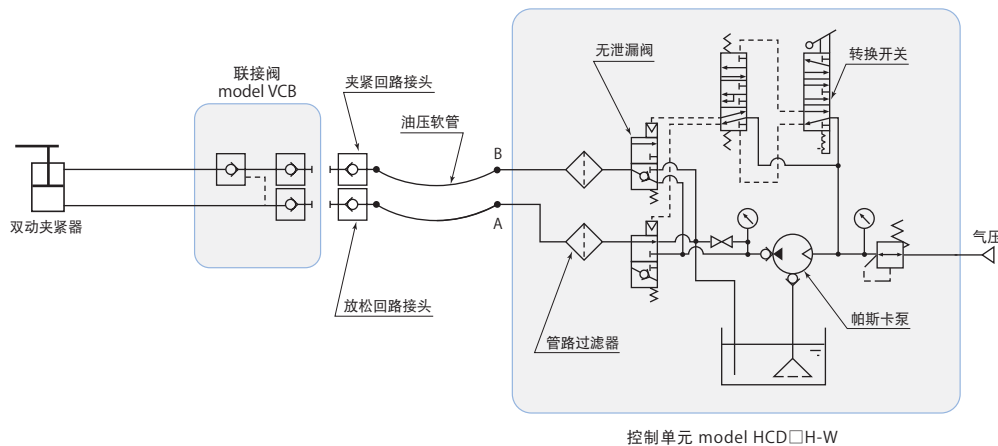 无泄漏阀
转换开关
联接阀
model VCB
夹紧回路接头
油压软管
B
双动夹紧器
A
气压
放松回路接头
帕斯卡泵
管路过滤器
控制单元 model HCD□H-W